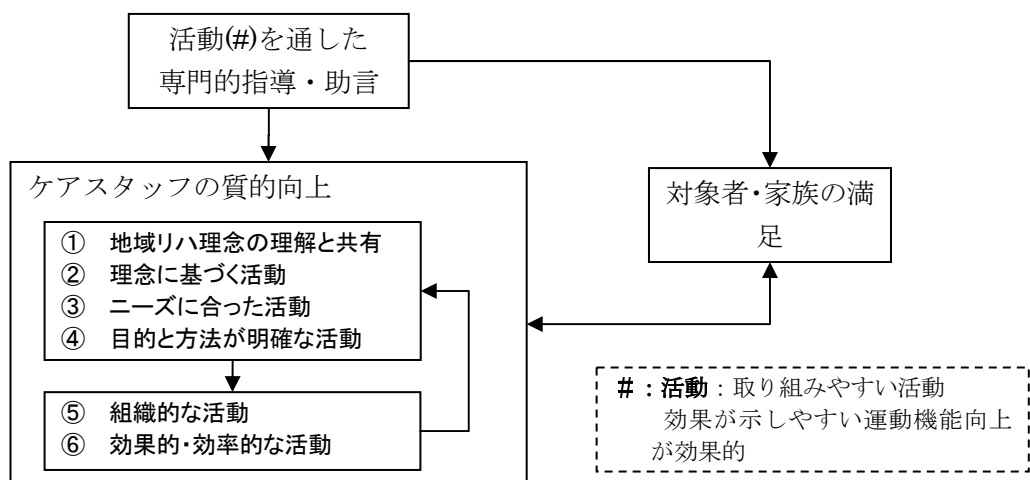 活動(#)を通した
専門的指導・助言
ケアスタッフの質的向上
① 地域リハ理念の理解と共有
② 理念に基づく活動
③ ニーズに合った活動
④ 目的と方法が明確な活動
⑤ 組織的な活動
⑥ 効果的・効率的な活動
対象者・家族の満
足
#：活動：取り組みやすい活動
効果が示しやすい運動機能向上
が効果的